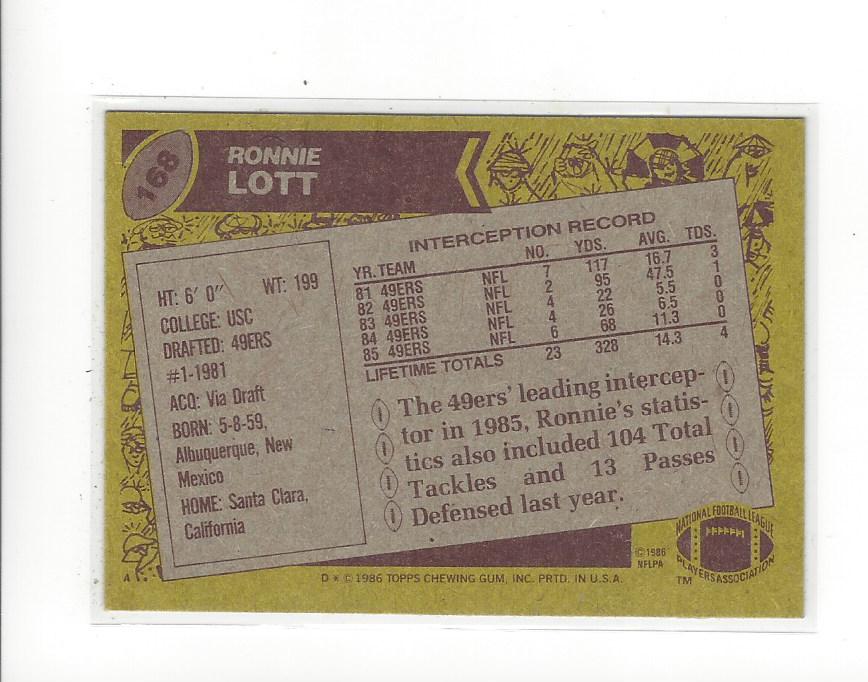 168
RONNIE
LOTT
HT: 6' 0" WT: 199
COLLEGE: USC
DRAFTED: 49ERS
#1-1981
ACQ: Via Draft
BORN: 5-8-59,
Albuquerque, New
Mexico
HOME: Santa Clara,
California
INTERCEPTION RECORD
YR. TEAM NO. YDS. AVG. TDS.
81 49ERS NFL 7 117 16.7 3
82 49ERS NFL 2 95 47.5 1
83 49ERS NFL 4 22 5.5 0
84 49ERS NFL 4 26 6.5 0
85 49ERS NFL 6 68 11.3 0
LIFETIME TOTALS 23 328 14.3 4
The 49ers' leading intercep-
tor in 1985, Ronnie's statis-
tics also included 104 Total
Tackles and 13 Passes
Defensed last year.
A
D * © 1986 TOPPS CHEWING GUM, INC. PRTD. IN U.S.A.
© 1986
NFLPA
NATIONAL FOOTBALL LEAGUE
PLAYERS ASSOCIATION
TM